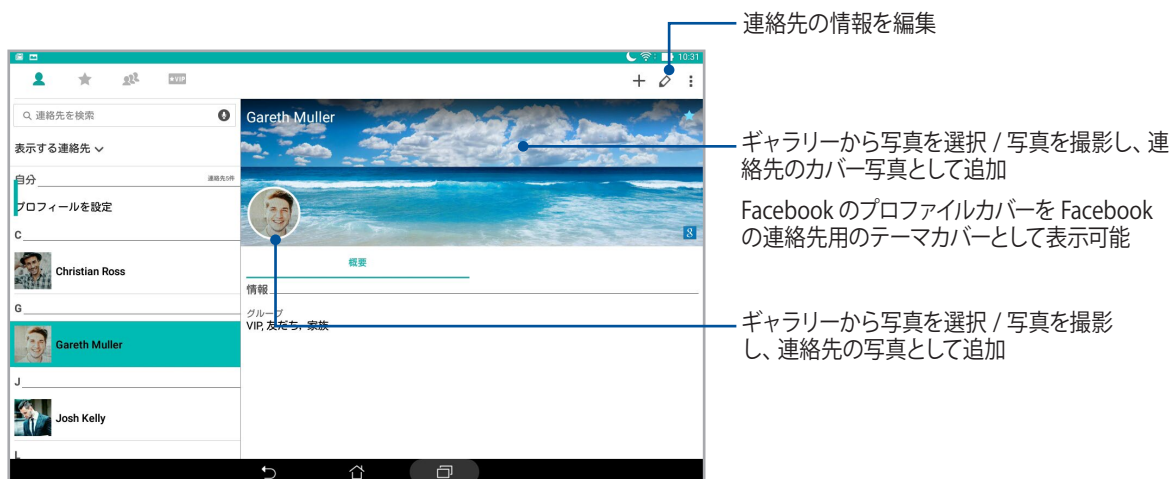 連絡先の情報を編集
10:31
VIP
連絡先を検索
Gareth Muller
表示する連絡先
ギャラリーから写真を選択 / 写真を撮影し、連
絡先のカバー写真として追加
自分
連絡先5件
プロフィールを設定
Facebook のプロファイルカバーを Facebook
の連絡先用のテーマカバーとして表示可能
C
8
概要
Christian Ross
情報
G
グループ
VIP, 友だち, 家族
ギャラリーから写真を選択 / 写真を撮影
し、連絡先の写真として追加
Gareth Muller
J
Josh Kelly
L